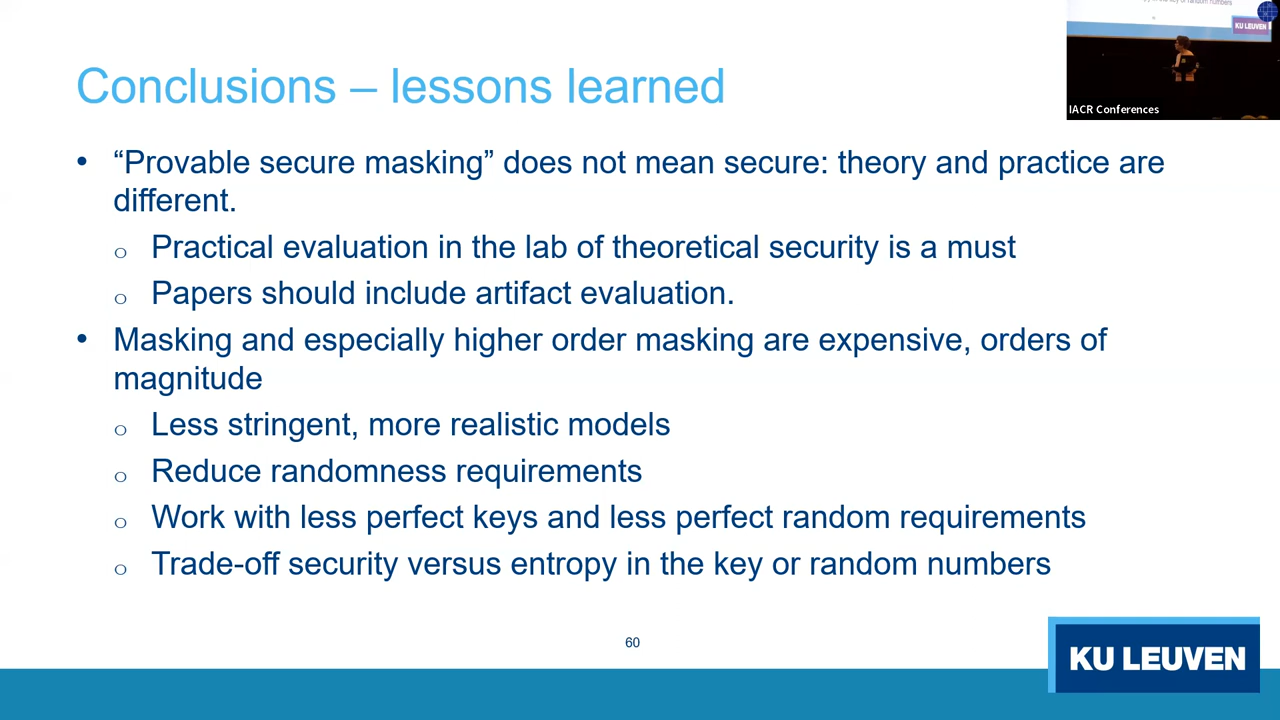 Conclusions – lessons learned
• “Provable secure masking” does not mean secure: theory and practice are
different.
o Practical evaluation in the lab of theoretical security is a must
o Papers should include artifact evaluation.
• Masking and especially higher order masking are expensive, orders of
magnitude
o Less stringent, more realistic models
o Reduce randomness requirements
o Work with less perfect keys and less perfect random requirements
o Trade-off security versus entropy in the key or random numbers
60
KU LEUVEN
KU LEUVEN
IACR Conferences